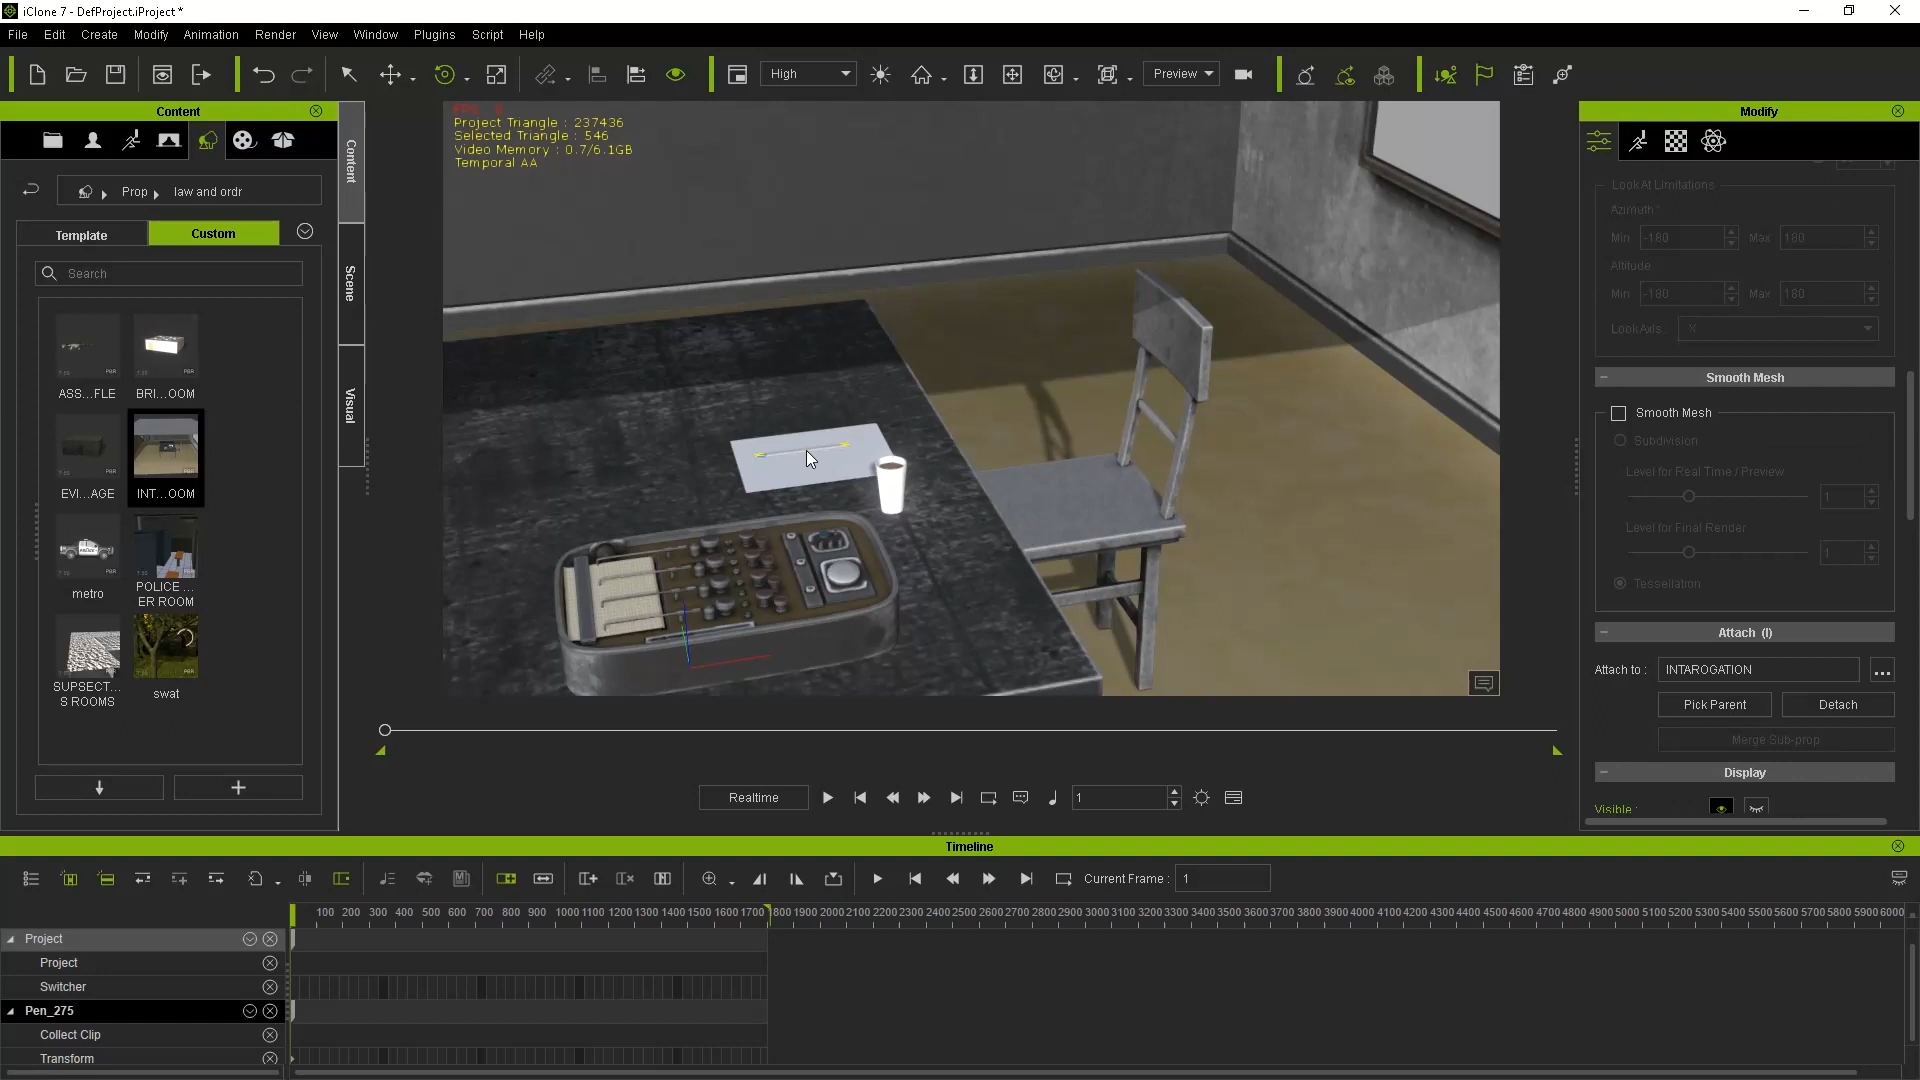 iClone 7 - DefProject.iProject *
File Edit Create Modify Animation Render View Window Plugins Script Help
High
Preview
Content
Prop law and ordr
Template
Custom
Search
ASS...FLE
BRI...OOM
EVI...AGE
INT...OOM
metro
POLICE ...
ER ROOM
SUPSECT...
S ROOMS
swat
Content
Scene
Visual
Project Triangle : 237436
Selected Triangle : 546
Video Memory : 0.7/6.1GB
Temporal AA
Modify
LookAt Limitations
Azimuth
Min -180 Max 180
Altitude
Min -180 Max 180
Look Axis : X
Smooth Mesh
Smooth Mesh
Subdivision
Level for Real Time / Preview
1
Level for Final Render
1
Tessellation
Attach (I)
Attach to : INTAROGATION ...
Pick Parent
Detach
Merge Sub-prop
Display
Visible :
Realtime
1
Timeline
Current Frame : 1
100 200 300 400 500 600 700 800 900 1000 1100 1200 1300 1400 1500 1600 1700 1800 1900 2000 2100 2200 2300 2400 2500 2600 2700 2800 2900 3000 3100 3200 3300 3400 3500 3600 3700 3800 3900 4000 4100 4200 4300 4400 4500 4600 4700 4800 4900 5000 5100 5200 5300 5400 5500 5600 5700 5800 5900 6000
Project
Project
Switcher
Pen_275
Collect Clip
Transform